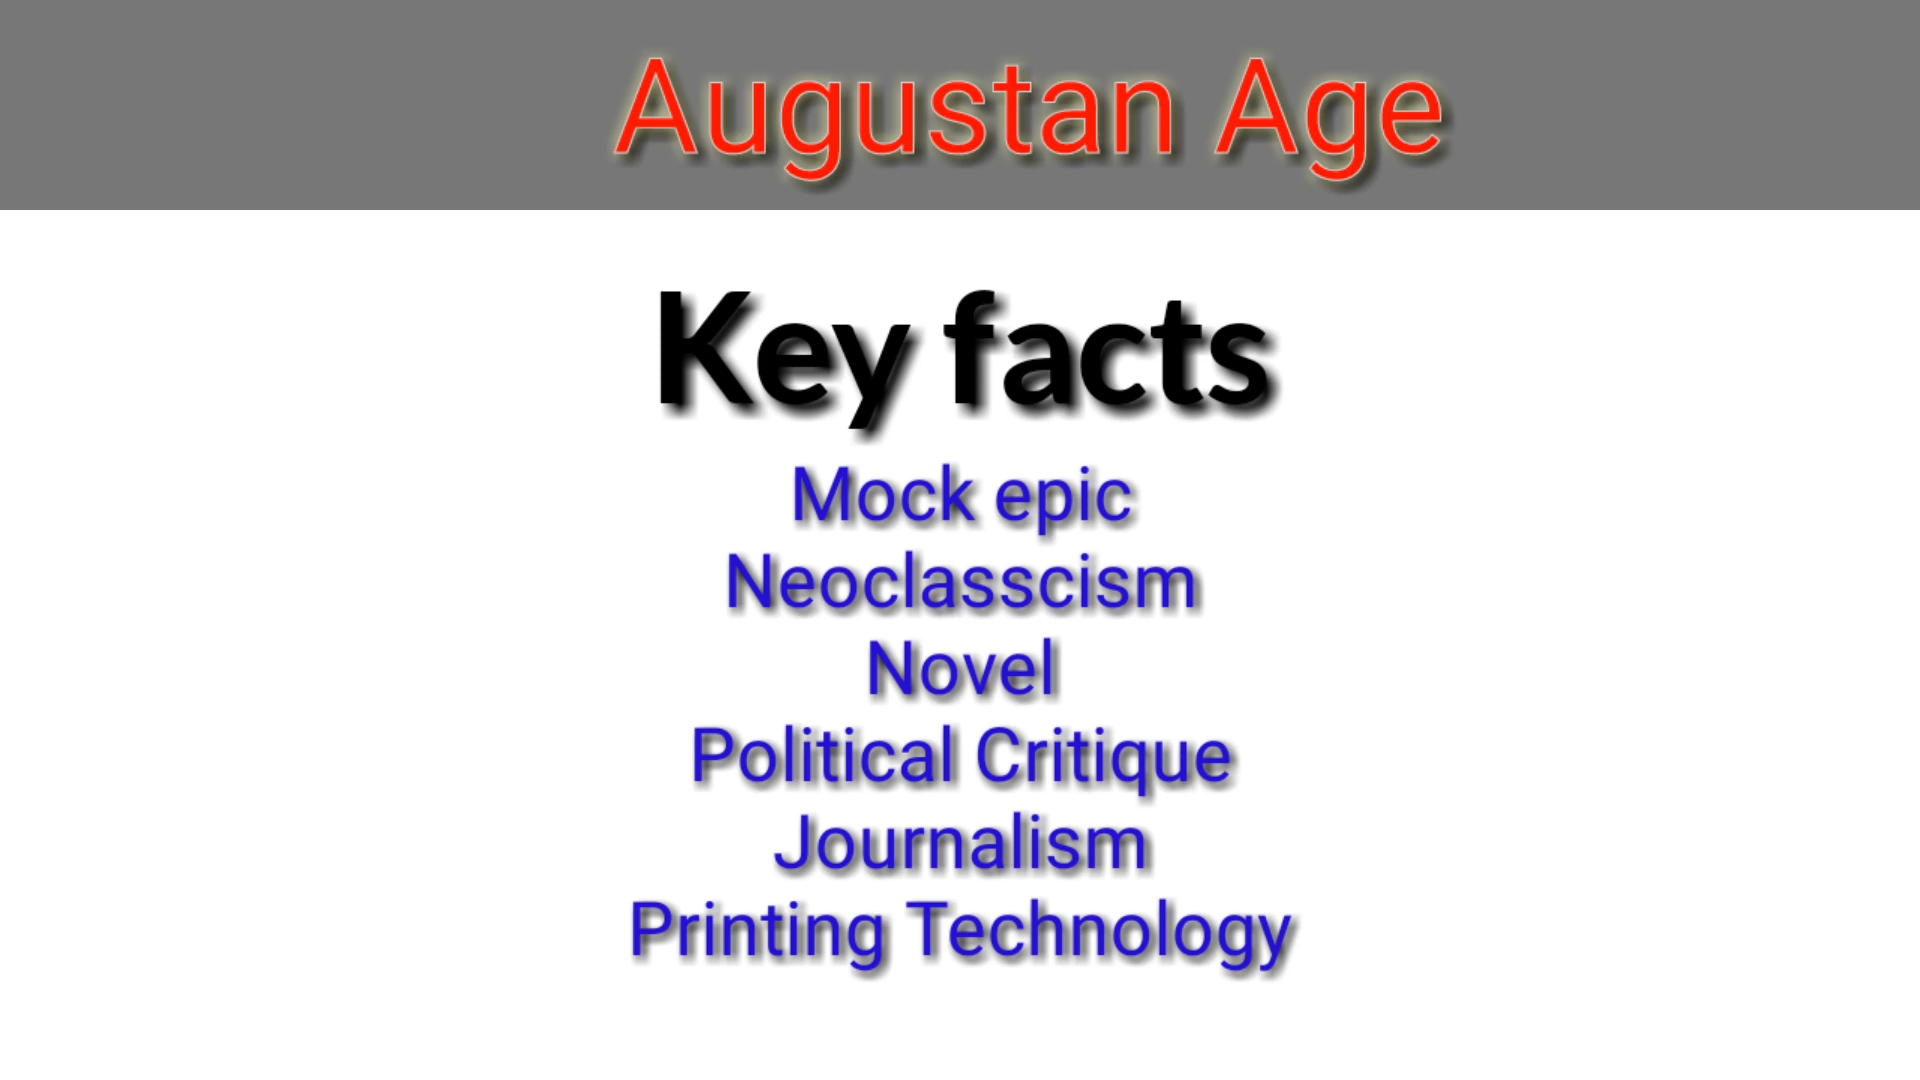 Augustan Age
Key facts
Mock epic
Neoclasscism
Novel
Political Critique
Journalism
Printing Technology